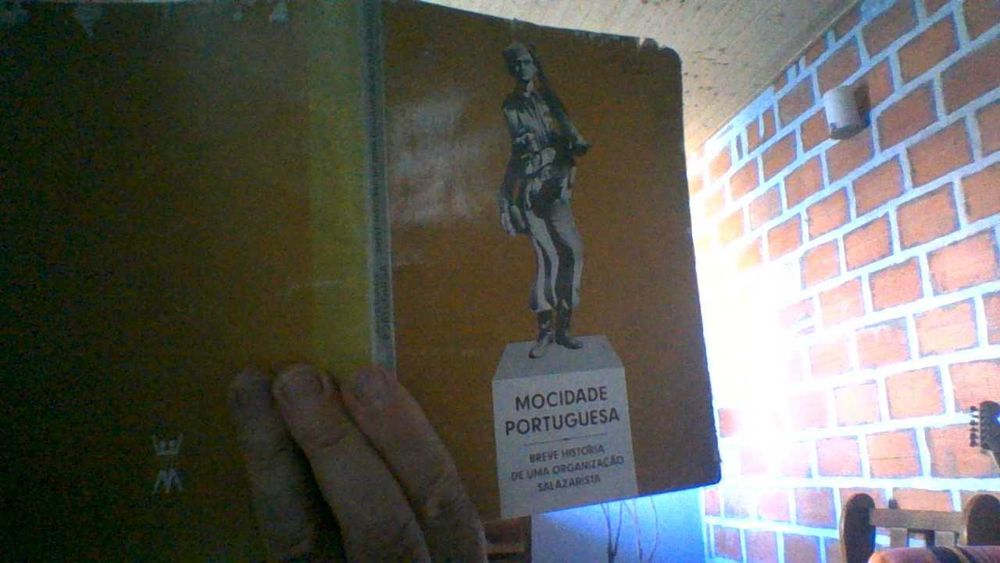 MOCIDADE
PORTUGUESA
BREVE HISTÓRIA
DE UMA ORGANIZAÇÃO
SALAZARISTA